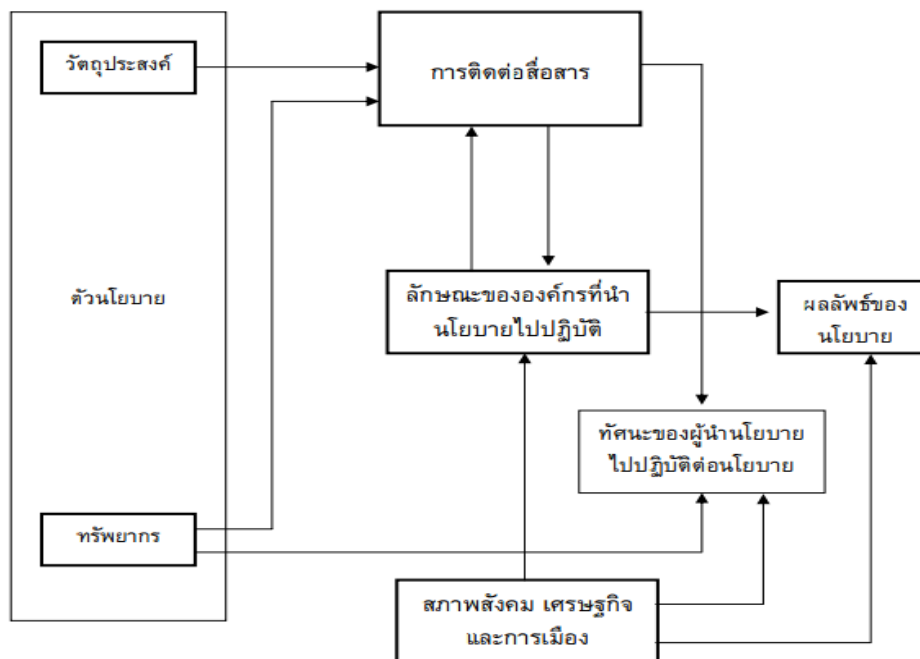 วัตถุประสงค์
การติดต่อสื่อสาร
ตัวนโยบาย
ลักษณะขององค์กรที่นำ
นโยบายไปปฏิบัติ
ผลลัพธ์ของ
นโยบาย
ทัศนะของผู้นำนโยบาย
ไปปฏิบัติต่อนโยบาย
ทรัพยากร
สภาพสังคม เศรษฐกิจ
และการเมือง